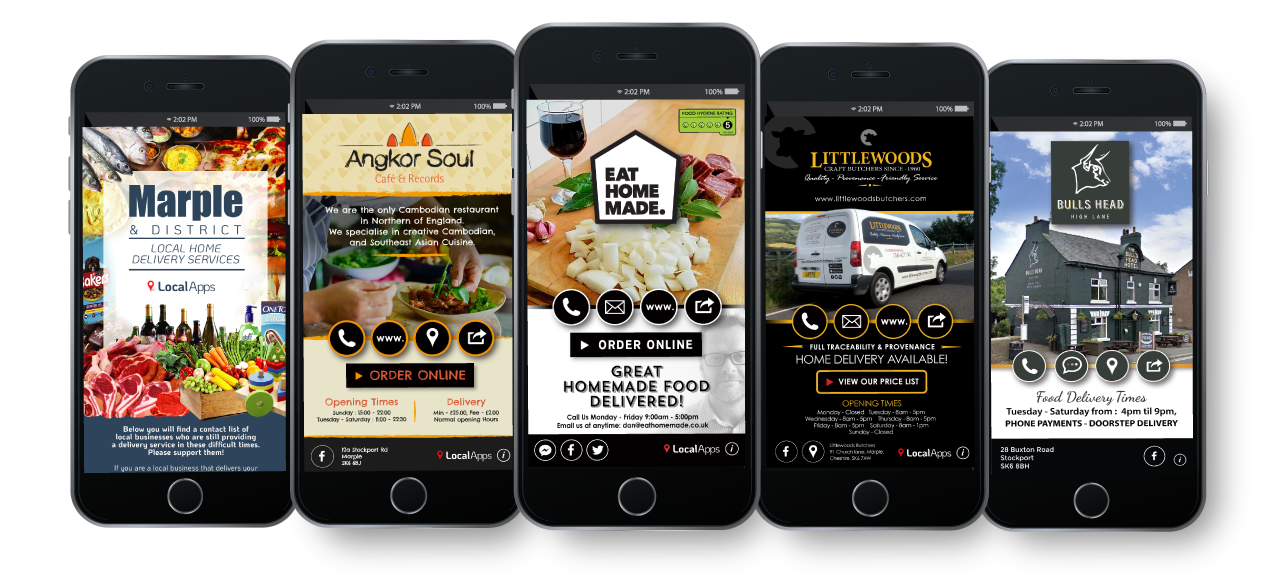 2:02 PM 100%
Marple
& DISTRICT
LOCAL HOME
DELIVERY SERVICES
LocalApps
Below you will find a contact list of
local businesses who are still providing
a delivery service in these difficult times.
Please support them!
If you are a local business that delivers your
2:02 PM 100%
Angkor Soul
Café & Records
We are the only Cambodian restaurant
in Northern of England.
We specialise in creative Cambodian,
and Southeast Asian Cuisine.
www.
ORDER ONLINE
Opening Times
Sunday : 15:00 - 22:00
Tuesday - Saturday : 11:00 - 22:30
Delivery
Min - £25.00, Fee - £2.00
Normal opening Hours
Stockport Rd
Marple
SK6 6BJ
LocalApps
2:02 PM 100%
FOOD HYGIENE RATING
5
EAT
HOME
MADE.
www.
ORDER ONLINE
GREAT
HOMEMADE FOOD
DELIVERED!
Call Us Monday - Friday 9:00am - 5:00pm
Email us at anytime: dan@eathomemade.co.uk
LocalApps
2:02 PM 100%
LITTLEWOODS
CRAFT BUTCHERS SINCE -1960
Quality - Provenance - Friendly Service
www.littlewoodsbutchers.com
LITTLEWOODS
www.
FULL TRACEABILITY & PROVENANCE
HOME DELIVERY AVAILABLE!
VIEW OUR PRICE LIST
OPENING TIMES
Monday - Closed Tuesday - 8am - 5pm
Wednesday - 8am - 5pm Thursday - 8am - 5pm
Friday - 8am - 5pm Saturday - 8am - 1pm
Sunday - Closed
Littlewoods Butchers
91 Church lane, Marple,
Cheshire, SK6 7AW
LocalApps
2:02 PM 100%
BULLS HEAD
HIGH LANE
BULLS
HEAD
HOTEL
BULLS HEAD
Food Delivery Times
Tuesday - Saturday from : 4pm til 9pm,
PHONE PAYMENTS - DOORSTEP DELIVERY
28 Buxton Road
Stockport
SK6 8BH